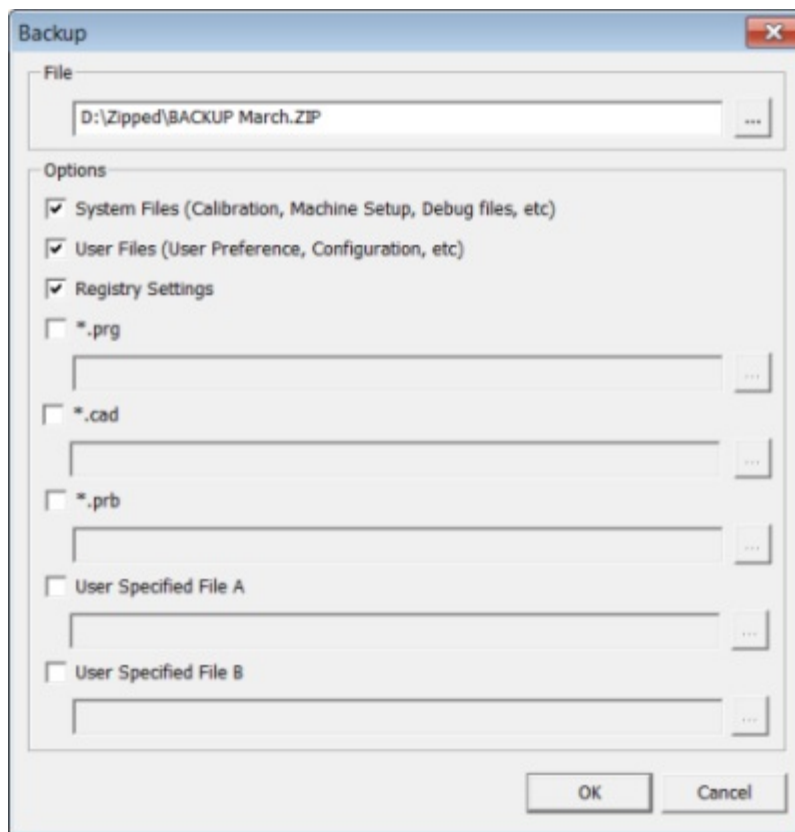 Backup
File
D:\Zipped\BACKUP March.ZIP
...
Options
System Files (Calibration, Machine Setup, Debug files, etc)
User Files (User Preference, Configuration, etc)
Registry Settings
*.prg
...
*.cad
...
*.prb
...
User Specified File A
...
User Specified File B
...
OK
Cancel